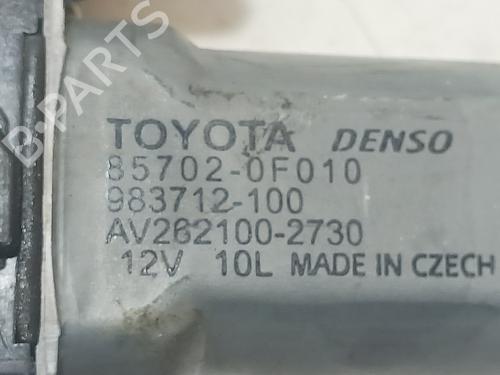 B-PARTS
TOYOTA DENSO
85702-0F010
983712-100
AV262100-2730
12V 10L MADE IN CZECH